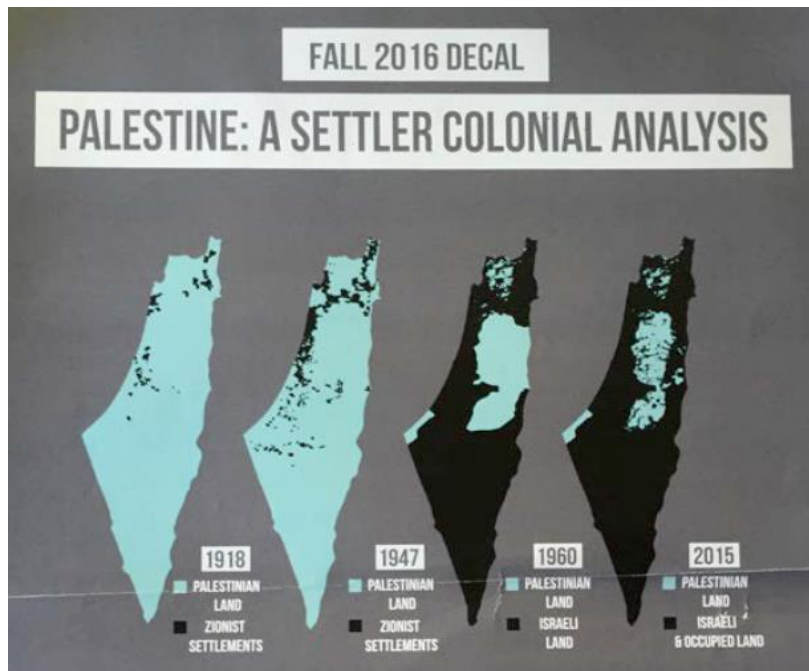 FALL 2016 DECAL
PALESTINE: A SETTLER COLONIAL ANALYSIS
1918
PALESTINIAN
LAND
ZIONIST
SETTLEMENTS
1947
PALESTINIAN
LAND
ZIONIST
SETTLEMENTS
1960
PALESTINIAN
LAND
ISRAELI
LAND
2015
PALESTINIAN
LAND
ISRAELI
& OCCUPIED LAND